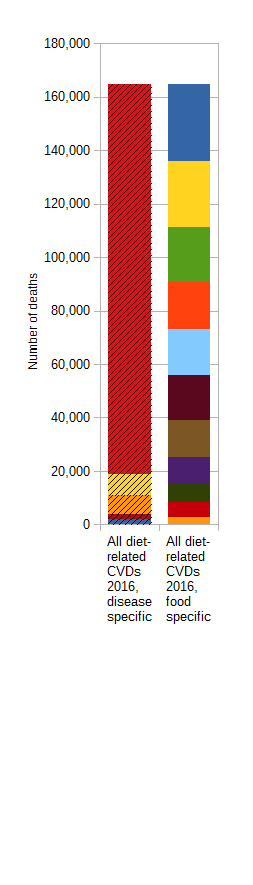 180,000
160,000
140,000
120,000
100,000
80,000
60,000
40,000
20,000
0
Number of deaths
All diet-
related
CVDs
2016,
disease
specific
All diet-
related
CVDs
2016,
food
specific